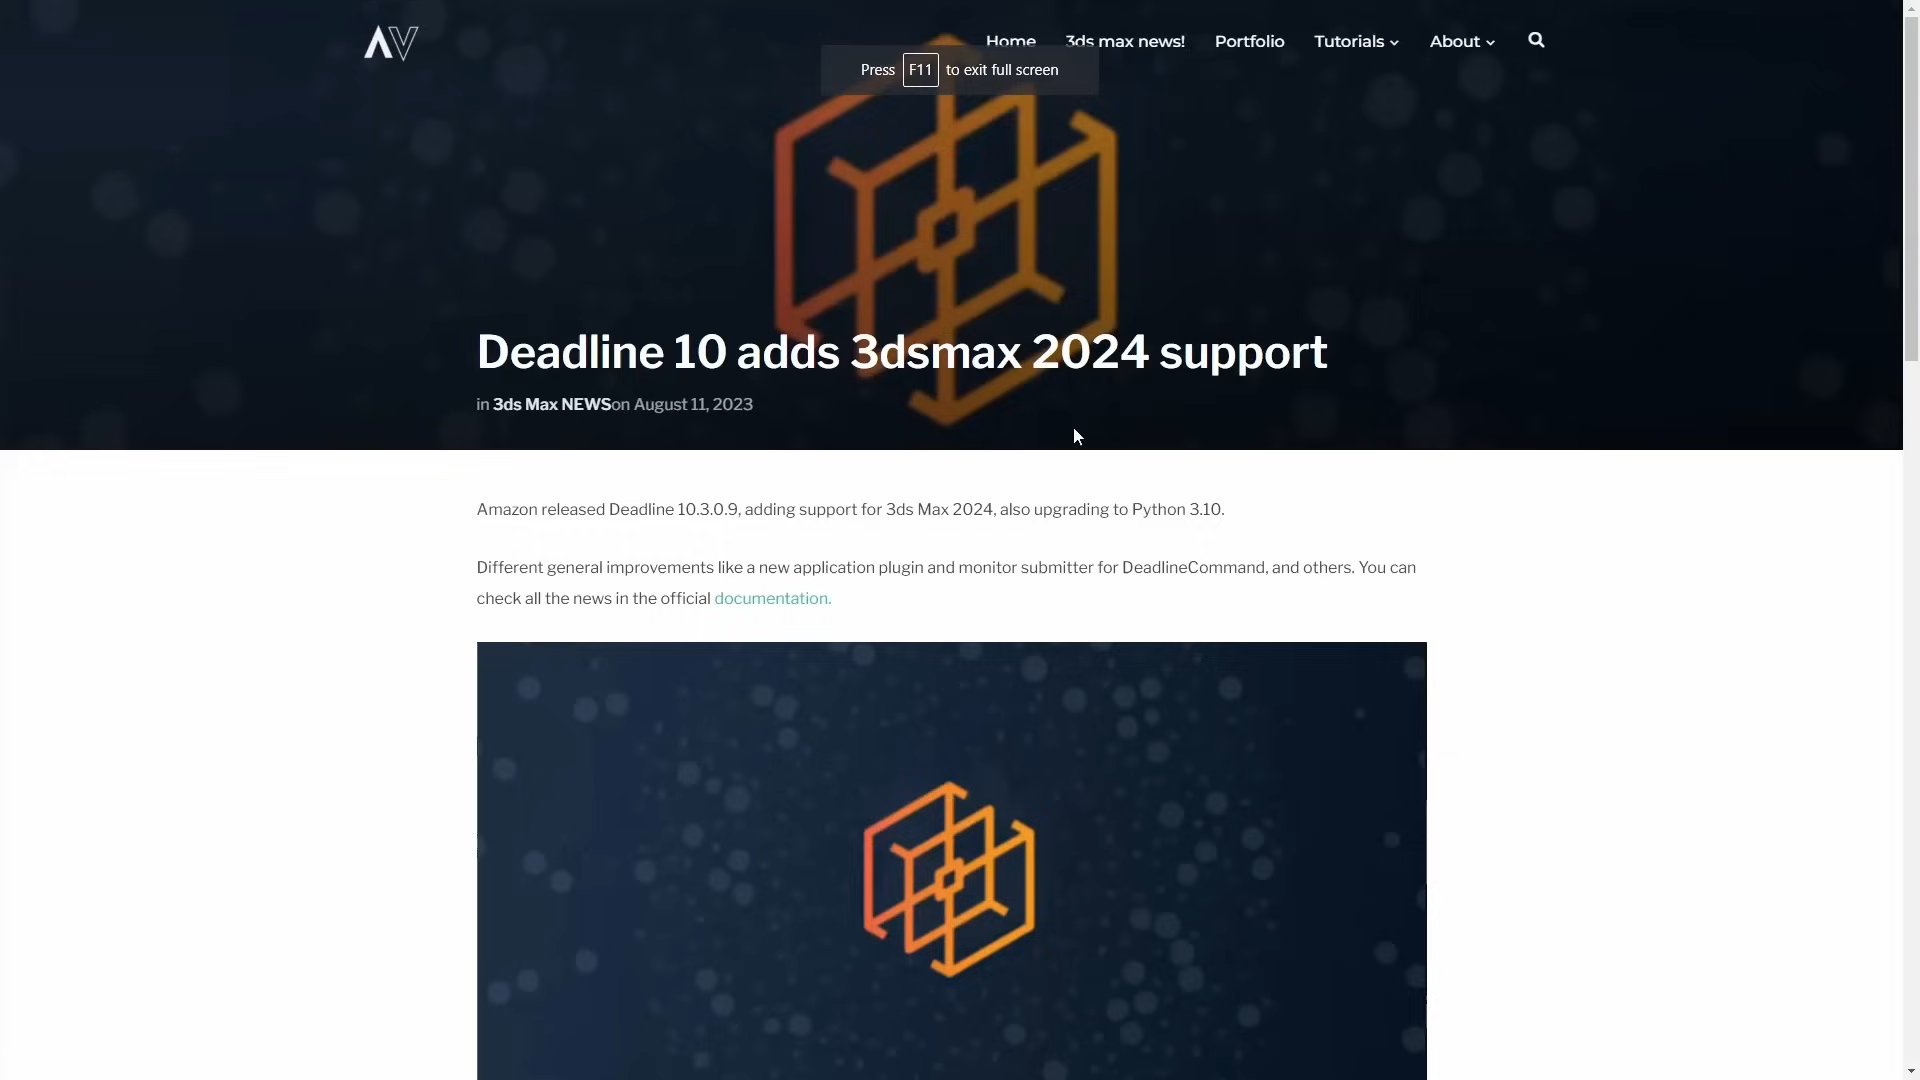 AV
Home 3ds max news! Portfolio Tutorials About
Press F11 to exit full screen
Deadline 10 adds 3dsmax 2024 support
in 3ds Max NEWSon August 11, 2023
Amazon released Deadline 10.3.0.9, adding support for 3ds Max 2024, also upgrading to Python 3.10.
Different general improvements like a new application plugin and monitor submitter for DeadlineCommand, and others. You can
check all the news in the official documentation.